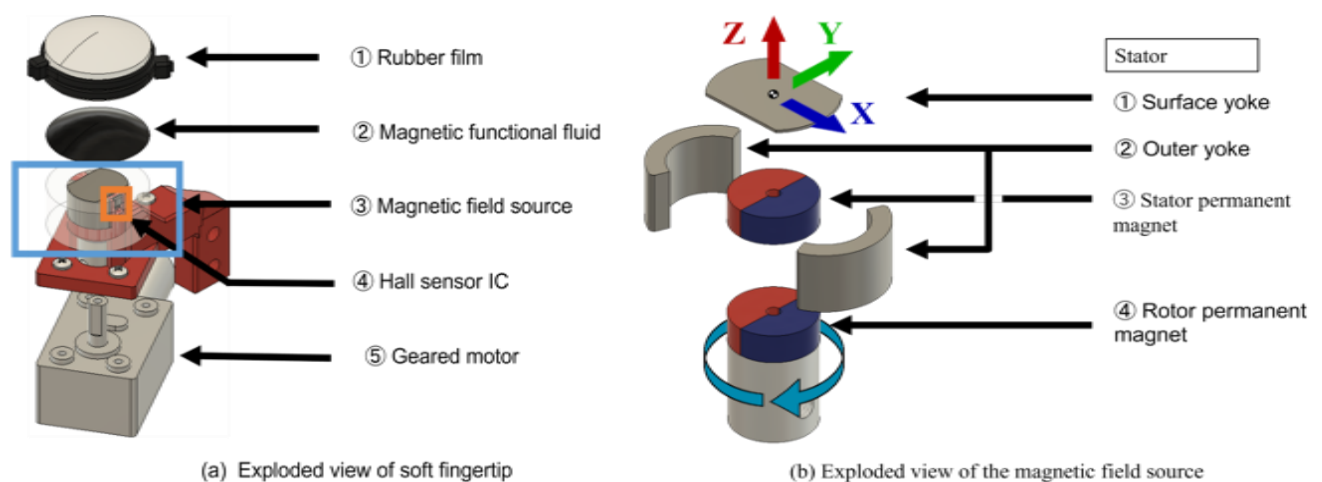 ① Rubber film
② Magnetic functional fluid
③ Magnetic field source
④ Hall sensor IC
⑤ Geared motor
(a) Exploded view of soft fingertip
Z
Y
X
Stator
① Surface yoke
② Outer yoke
③ Stator permanent
magnet
④ Rotor permanent
magnet
(b) Exploded view of the magnetic field source